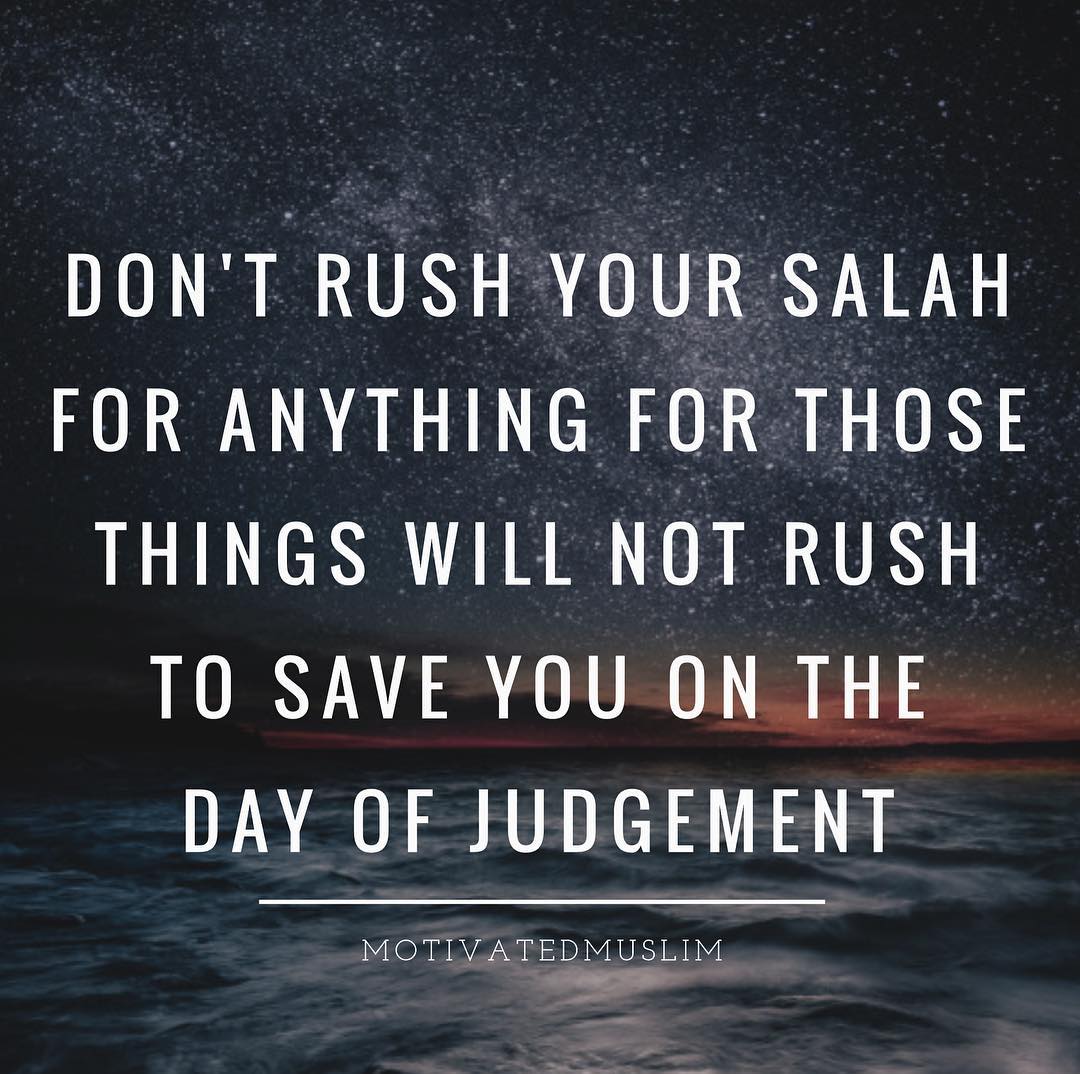 DON'T RUSH YOUR SALAH
FOR ANYTHING FOR THOSE
THINGS WILL NOT RUSH
TO SAVE YOU ON THE
DAY OF JUDGEMENT
MOTIVATEDMUSLIM